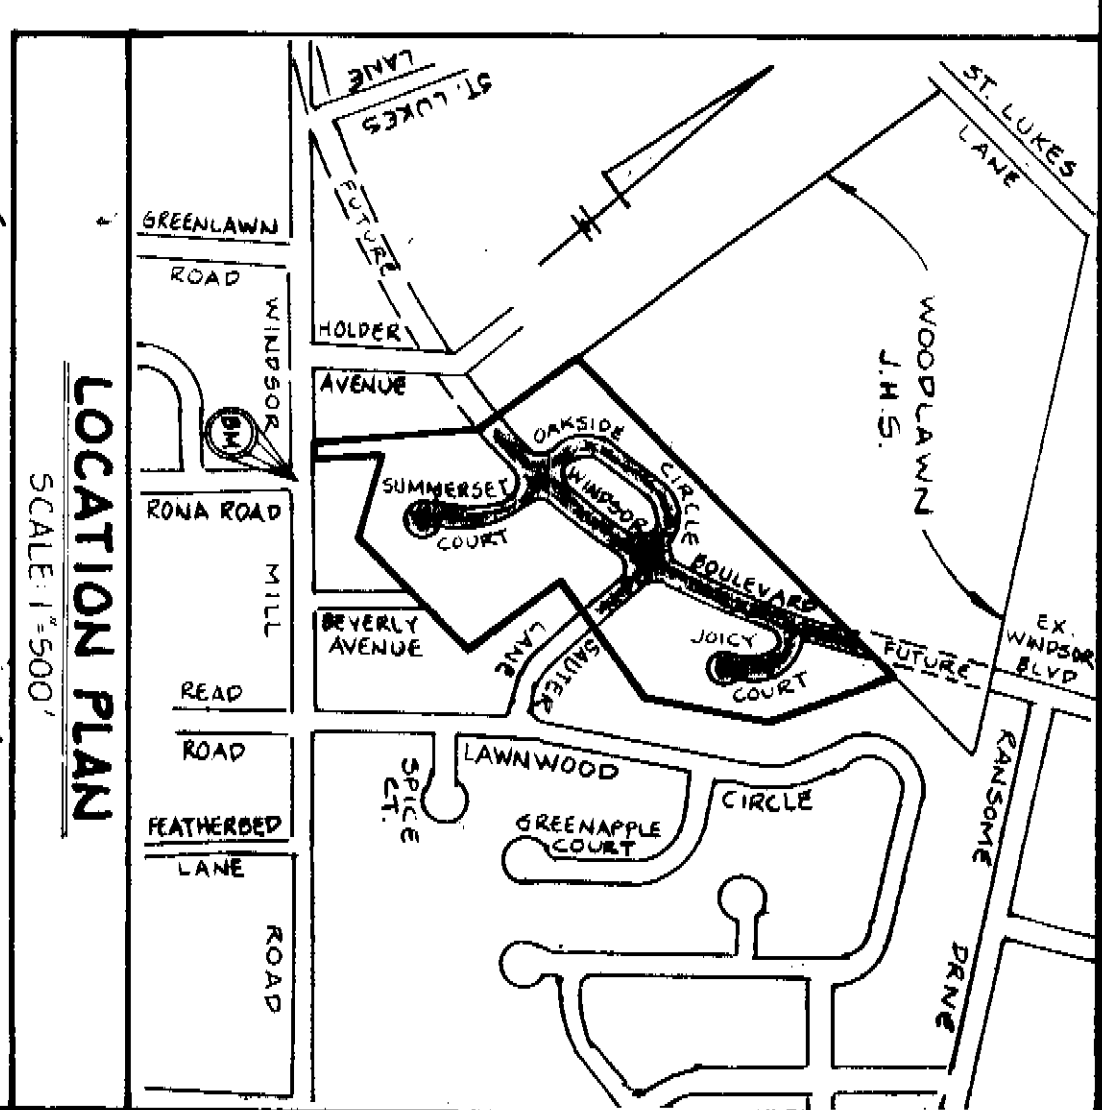 LOCATION PLAN
SCALE: 1"=500'
ST. LUKES
LANE
ST. LUKES
LANE
FUTURE
GREENLAWN
ROAD
WINDSOR
MILL
ROAD
HOLDER
AVENUE
WOODLAWN
J.H.S.
BM
OAKSIDE
CIRCLE
SUMMERSET
COURT
WINDSOR
BOULEVARD
RONA ROAD
JOICY
COURT
FUTURE
EX.
WINDSOR
BLVD
BEVERLY
AVENUE
SAUTER
LANE
READ
ROAD
LAWNWOOD
CIRCLE
SPICE
CT.
RANSOME
DRIVE
FEATHERBED
LANE
GREENAPPLE
COURT